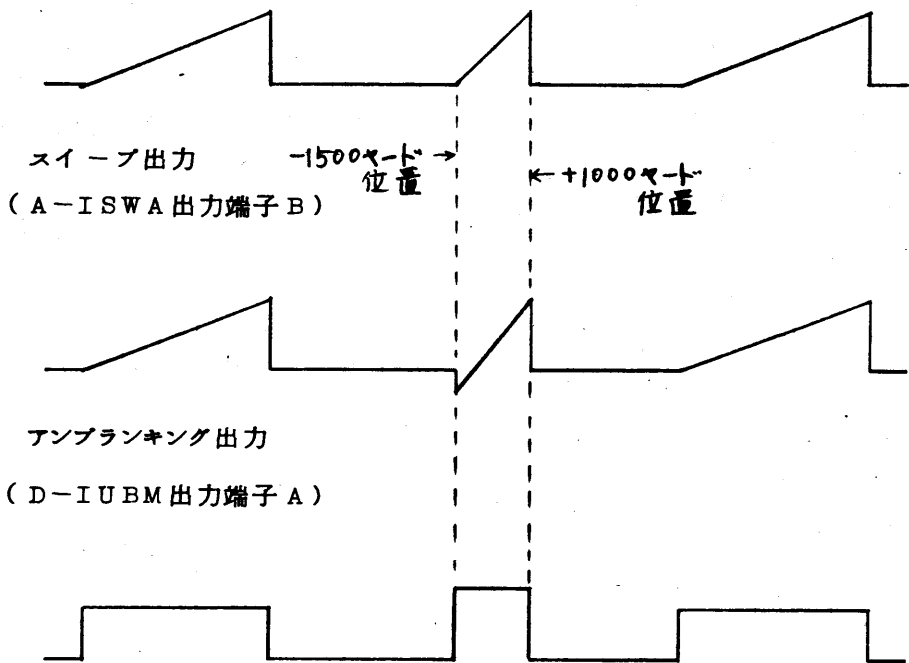 スイープ出力
(A-ISWA出力端子B)
-1500ヤード→
位置
←+1000ヤード
位置
アンブランキング出力
(D-IUBM出力端子A)